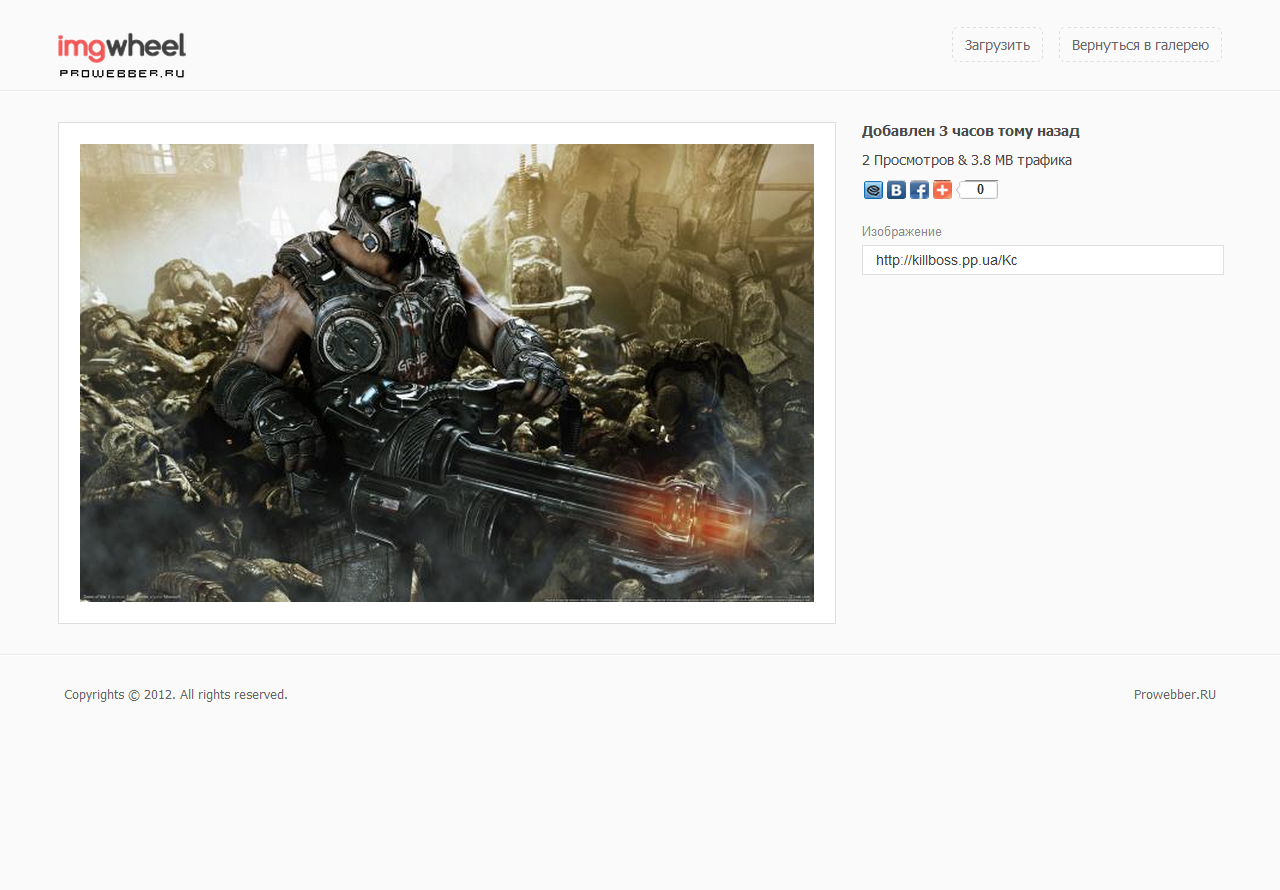 imgwheel
PROWEBBER.RU
Загрузить
Вернуться в галерею
GRUB
Добавлен 3 часов тому назад
2 Просмотров & 3.8 MB трафика
0
Изображение
http://killboss.pp.ua/Kc
Copyrights © 2012. All rights reserved.
Prowebber.RU